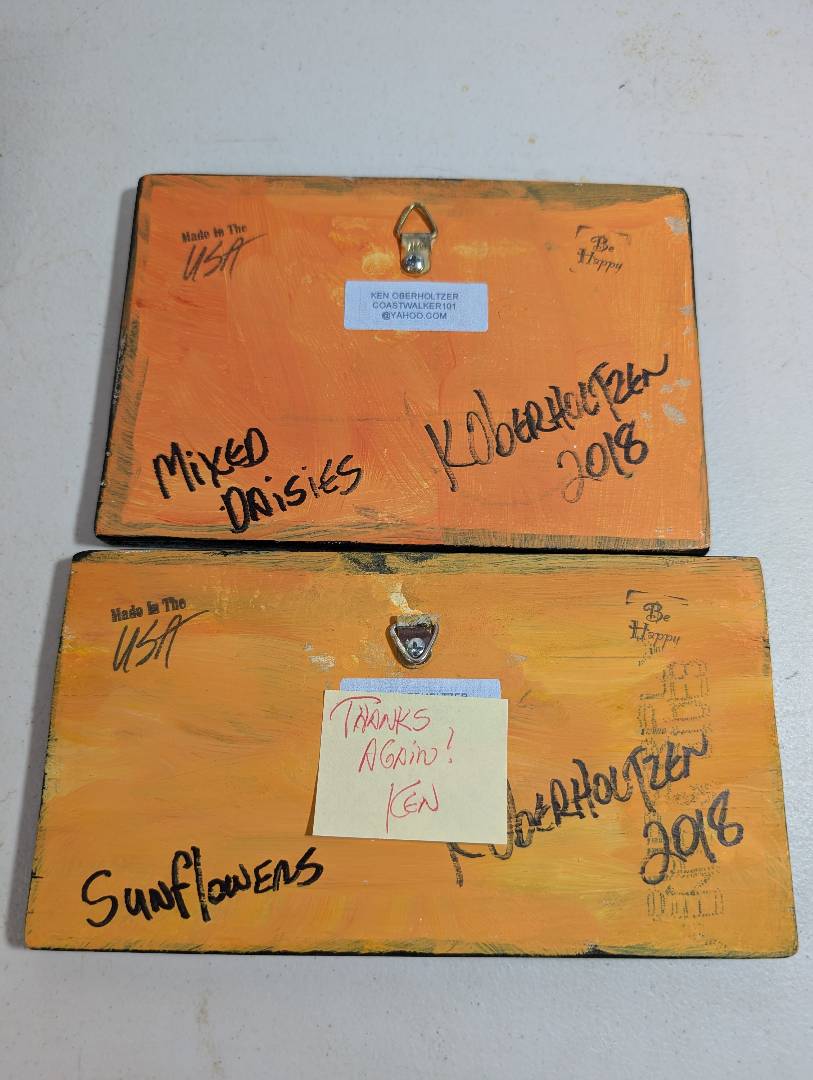 Made In The
USA
Be
Happy
KEN OBERHOLTZER
COASTWALKER101
@YAHOO.COM
MIXED
DAISIES
KOBERHOLTZER
2018
Made In The
USA
Be
Happy
THANKS
AGAIN!
KEN
KOBERHOLTZER
2018
SunflowERS